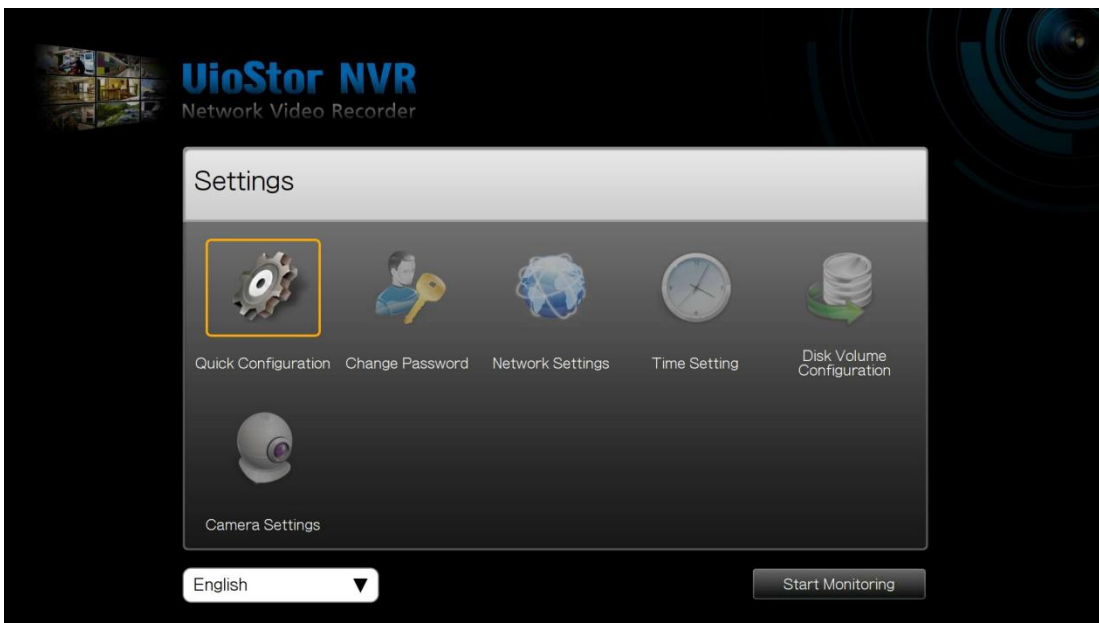 VioStor NVR
Network Video Recorder
Settings
Quick Configuration
Change Password
Network Settings
Time Setting
Disk Volume
Configuration
Camera Settings
English
Start Monitoring